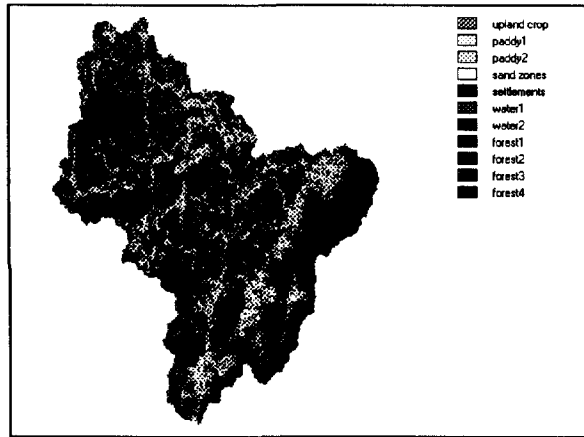 upland crop
paddy1
paddy2
sand zones
settlements
water1
water2
forest1
forest2
forest3
forest4